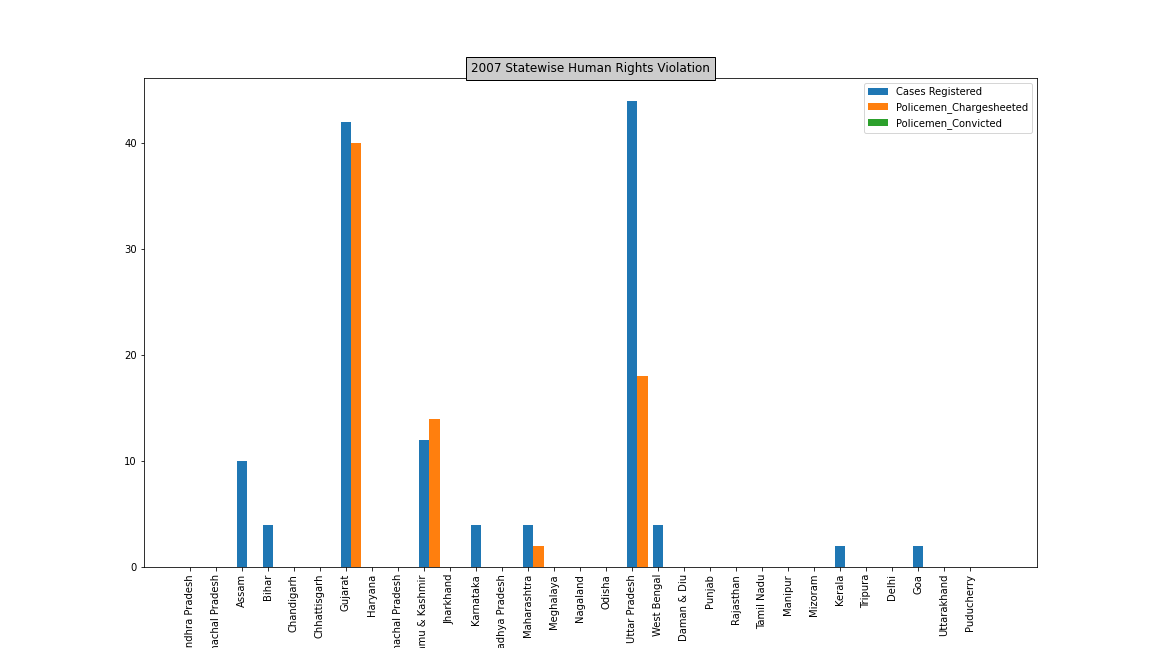 2007 Statewise Human Rights Violation
Cases Registered
Policemen_Chargesheeted
Policemen_Convicted
40
30
20
10
0
ndhra Pradesh
nachal Pradesh
Assam
Bihar
Chandigarh
Chhattisgarh
Gujarat
Haryana
nachal Pradesh
mu & Kashmir
Jharkhand
Karnataka
adhya Pradesh
Maharashtra
Meghalaya
Nagaland
Odisha
Uttar Pradesh
West Bengal
Daman & Diu
Punjab
Rajasthan
Tamil Nadu
Manipur
Mizoram
Kerala
Tripura
Delhi
Goa
Uttarakhand
Puducherry